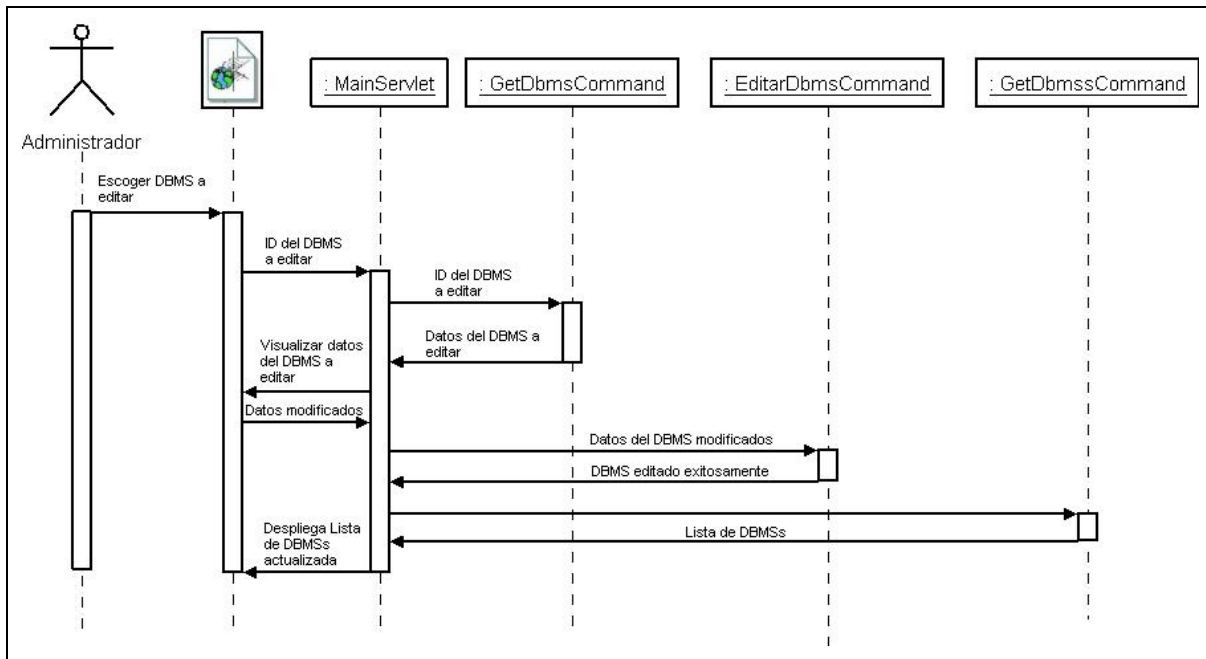 : MainServlet
: GetDbmsCommand
: EditarDbmsCommand
: GetDbmssCommand
Administrador
Escoger DBMS a
editar
ID del DBMS
a editar
ID del DBMS
a editar
Datos del DBMS a
editar
Visualizar datos
del DBMS a
editar
Datos modificados
Datos del DBMS modificados
DBMS editado exitosamente
Despliega Lista
de DBMSs
actualizada
Lista de DBMSs